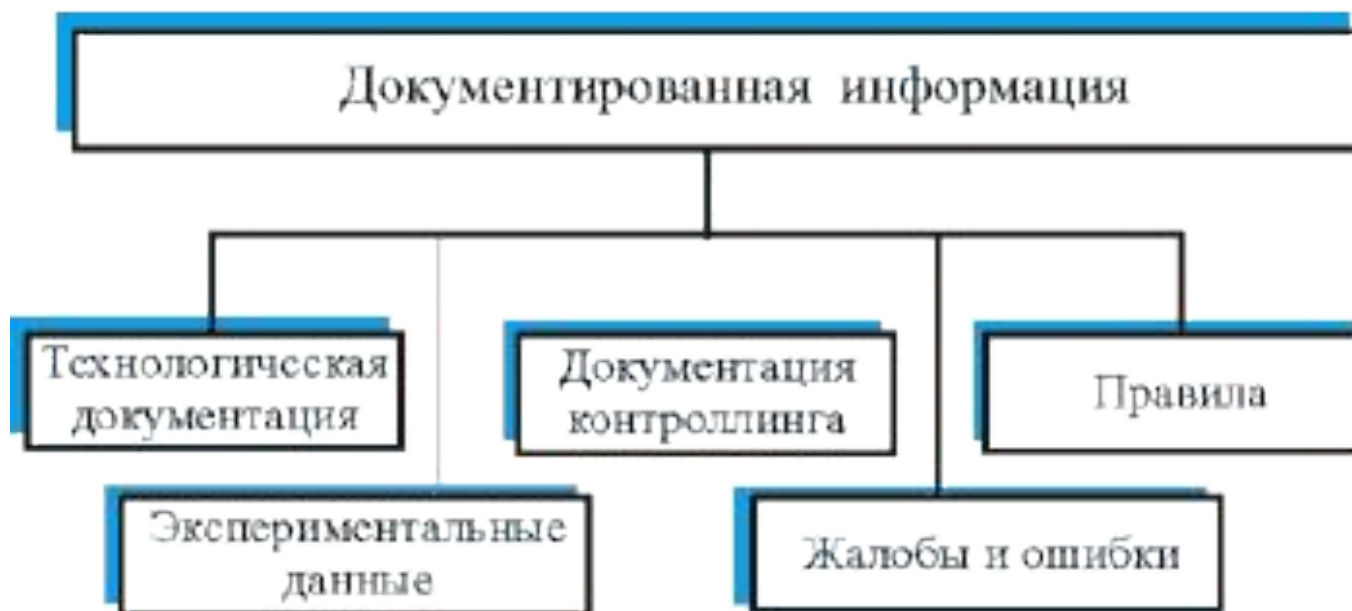 Документированная информация
Технологическая
документация
Документация
контроллинга
Правила
Экспериментальные
данные
Жалобы и ошибки